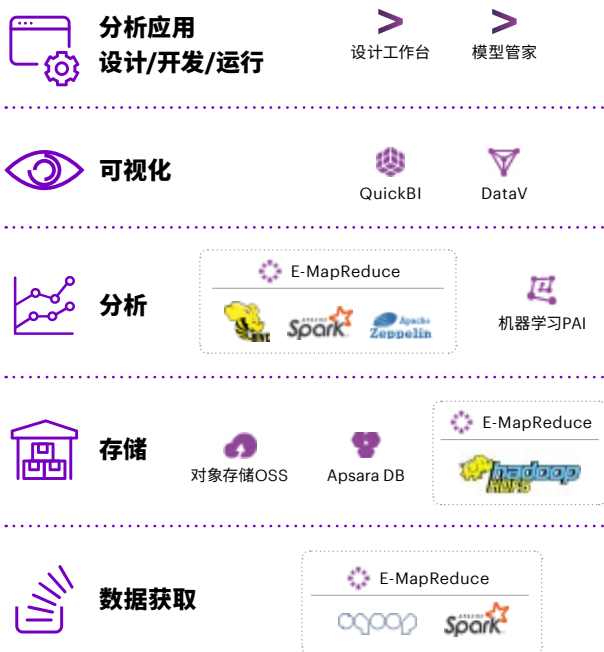 分析应用
设计/开发/运行
设计工作台
模型管家
可视化
QuickBI
DataV
分析
E-MapReduce
HIVE
APACHE
Spark
Apache
Zeppelin
机器学习PAI
存储
对象存储OSS
Apsara DB
E-MapReduce
hadoop
HDFS
数据获取
E-MapReduce
sqoop
APACHE
Spark